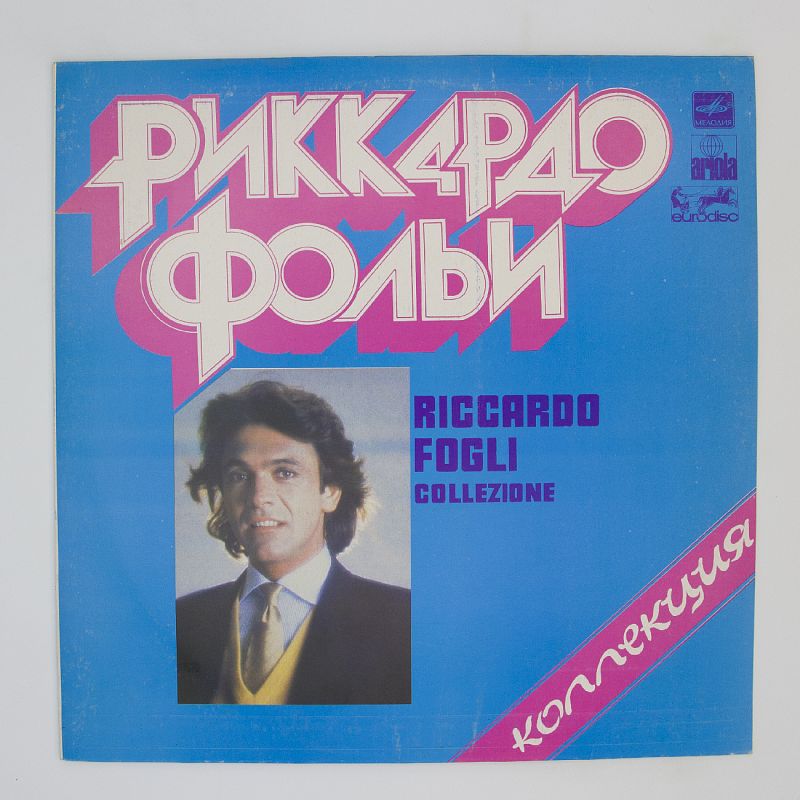 РИККАРДО
ФОЛЬИ
МЕЛОДИЯ
ariola
eurodisc
RICCARDO
FOGLI
COLLEZIONE
коллекция